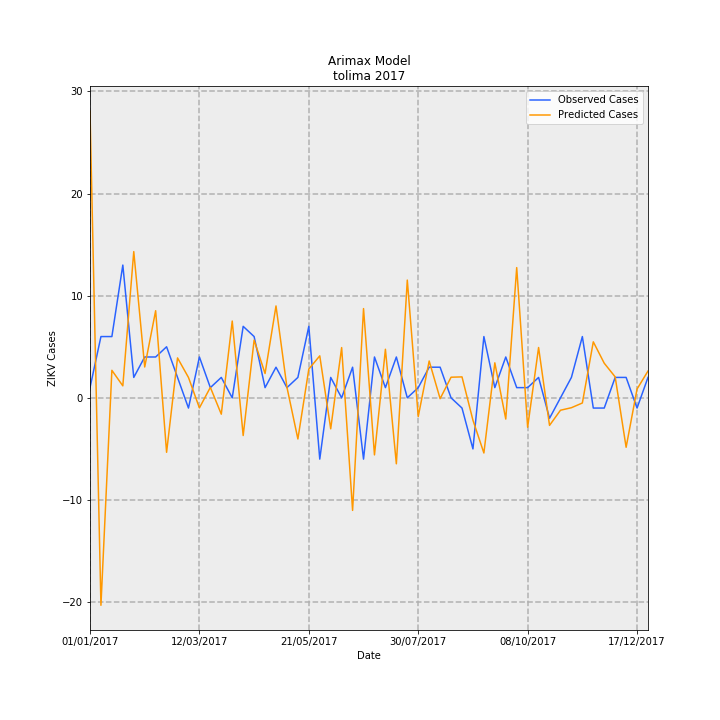 Arimax Model
tolima 2017
Observed Cases
Predicted Cases
30
20
10
0
−10
−20
ZIKV Cases
01/01/2017 12/03/2017 21/05/2017 30/07/2017 08/10/2017 17/12/2017
Date